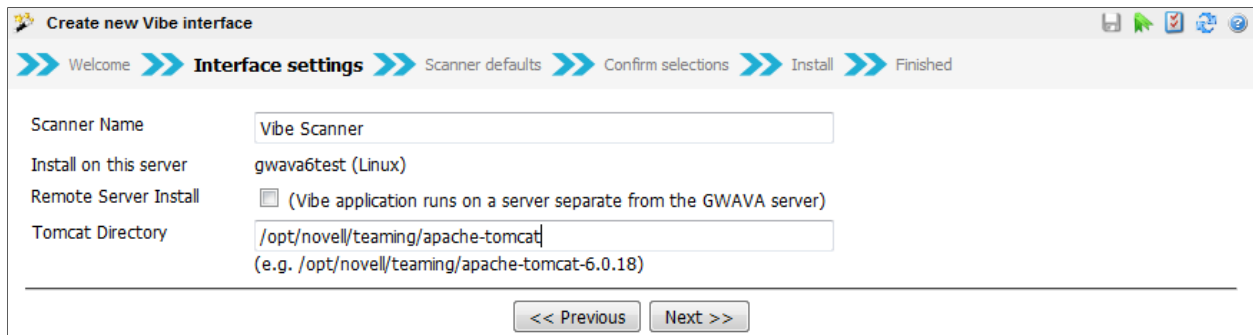 Create new Vibe interface
Welcome Interface settings Scanner defaults Confirm selections Install Finished
Scanner Name Vibe Scanner
Install on this server gwava6test (Linux)
Remote Server Install (Vibe application runs on a server separate from the GWAVA server)
Tomcat Directory /opt/novell/teaming/apache-tomcat
(e.g. /opt/novell/teaming/apache-tomcat-6.0.18)
<< Previous Next >>